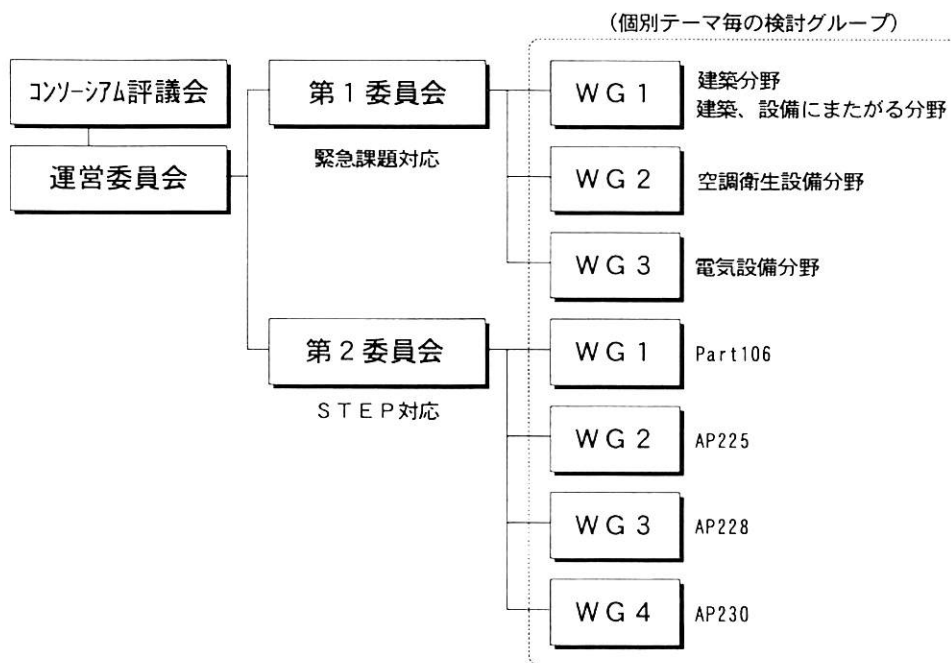 (個別テーマ毎の検討グループ)
コンソーシアム評議会
運営委員会
第1委員会
緊急課題対応
WG1
建築分野
建築、設備にまたがる分野
WG2
空調衛生設備分野
WG3
電気設備分野
第2委員会
STEP対応
WG1
Part106
WG2
AP225
WG3
AP228
WG4
AP230